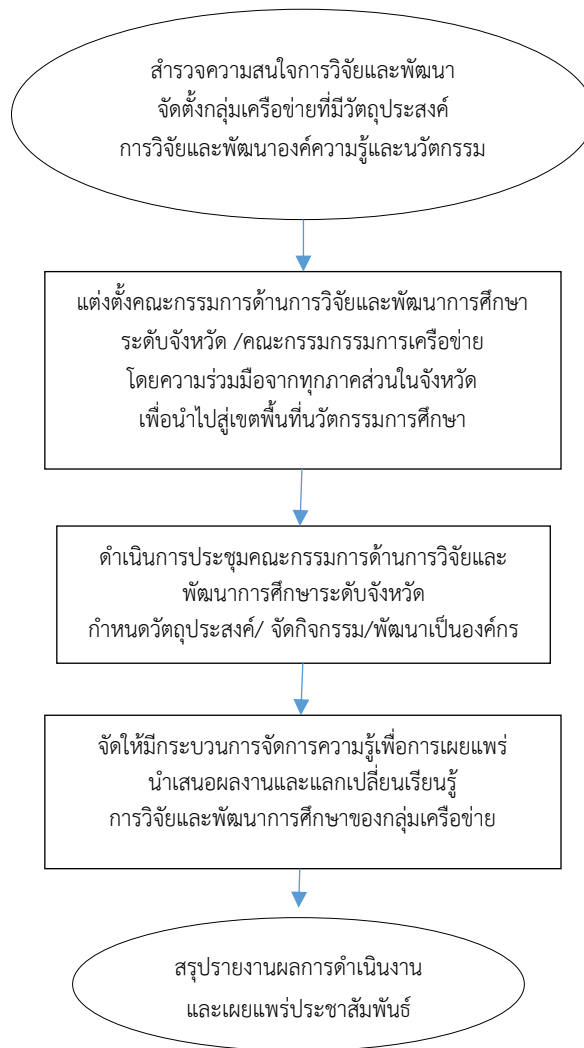 สำรวจความสนใจการวิจัยและพัฒนา
จัดตั้งกลุ่มเครือข่ายที่มีวัตถุประสงค์
การวิจัยและพัฒนาองค์ความรู้และนวัตกรรม
แต่งตั้งคณะกรรมการด้านการวิจัยและพัฒนาการศึกษา
ระดับจังหวัด /คณะกรรมกรรมการเครือข่าย
โดยความร่วมมือจากทุกภาคส่วนในจังหวัด
เพื่อนำไปสู่เขตพื้นที่นวัตกรรมการศึกษา
ดำเนินการประชุมคณะกรรมการด้านการวิจัยและ
พัฒนาการศึกษาระดับจังหวัด
กำหนดวัตถุประสงค์/ จัดกิจกรรม/พัฒนาเป็นองค์กร
จัดให้มีกระบวนการจัดการความรู้เพื่อการเผยแพร่
นำเสนอผลงานและแลกเปลี่ยนเรียนรู้
การวิจัยและพัฒนาการศึกษาของกลุ่มเครือข่าย
สรุปรายงานผลการดำเนินงาน
และเผยแพร่ประชาสัมพันธ์